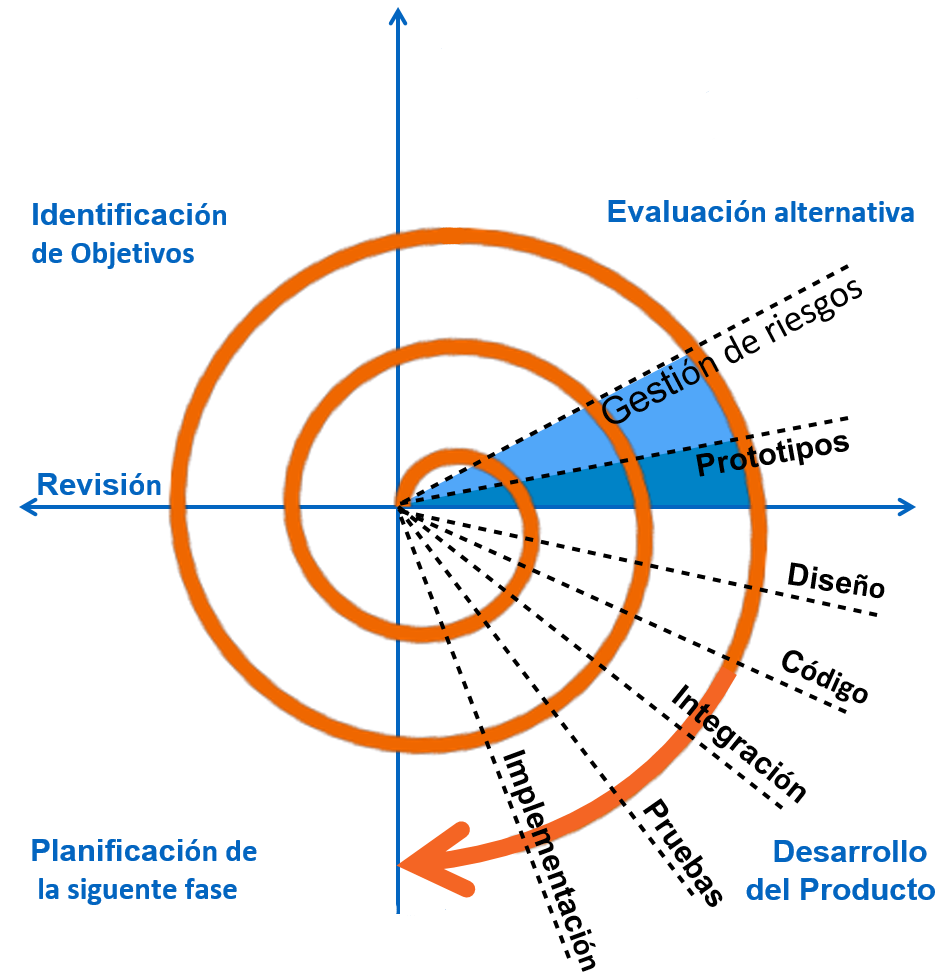 Identificación
de Objetivos
Evaluación alternativa
Gestión de riesgos
Prototipos
Revisión
Diseño
Código
Integración
Pruebas
Implementación
Planificación de
la siguente fase
Desarrollo
del Producto